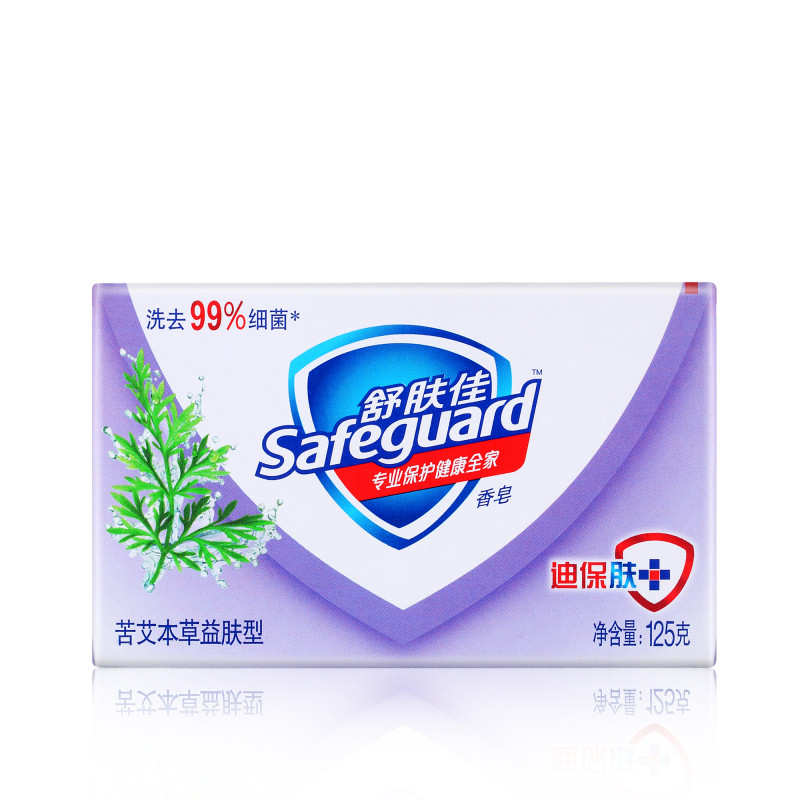 洗去99%细菌*
舒肤佳
Safeguard™
专业保护健康全家
香皂
迪保肤
苦艾本草益肤型
净含量:125克